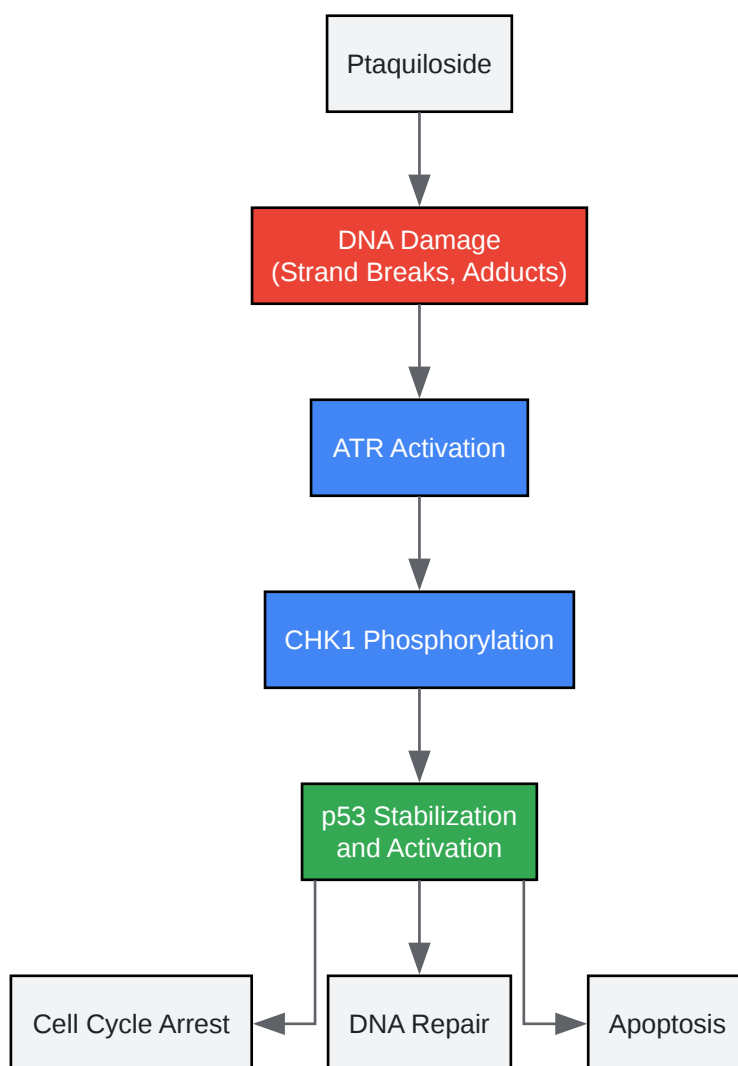 Ptaquiloside
DNA Damage
(Strand Breaks, Adducts)
ATR Activation
CHK1 Phosphorylation
p53 Stabilization
and Activation
Cell Cycle Arrest
DNA Repair
Apoptosis